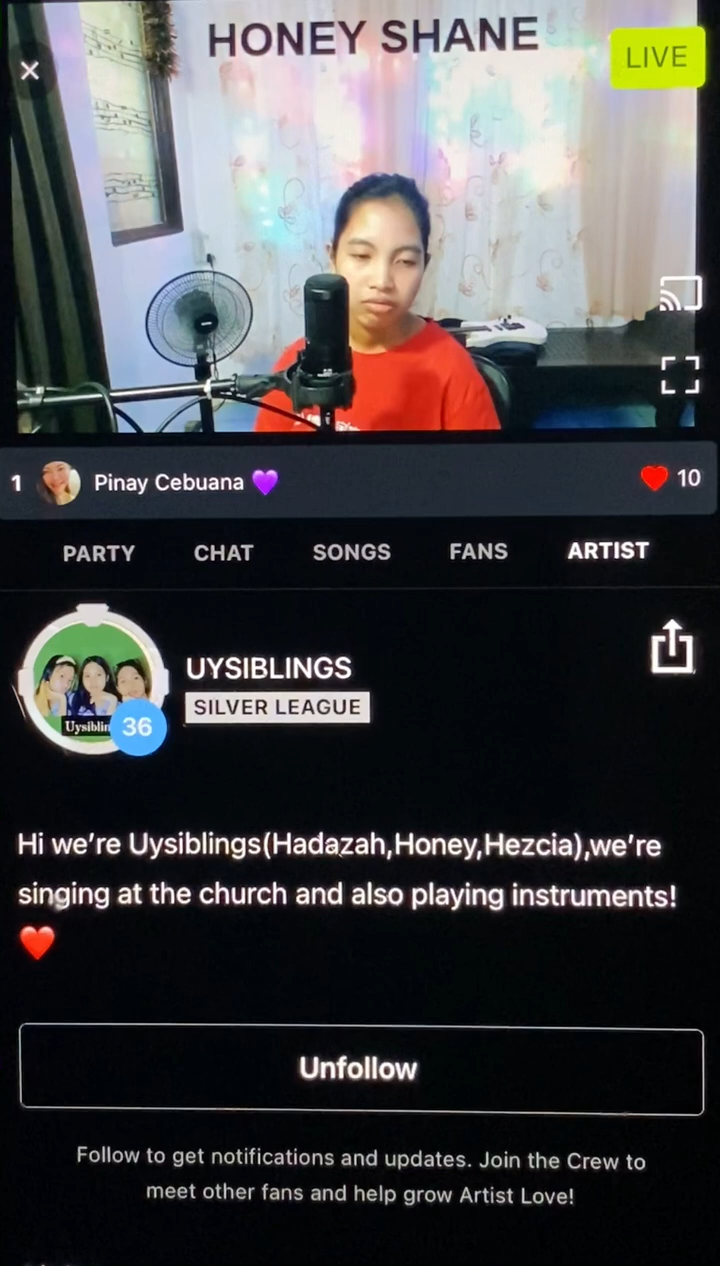 HONEY SHANE
LIVE
1 Pinay Cebuana 💜 ❤️ 10
PARTY CHAT SONGS FANS ARTIST
UYSIBLINGS
SILVER LEAGUE
Uysiblin
36
Hi we’re Uysiblings(Hadazah,Honey,Hezcia),we’re
singing at the church and also playing instruments!
❤️
Unfollow
Follow to get notifications and updates. Join the Crew to
meet other fans and help grow Artist Love!